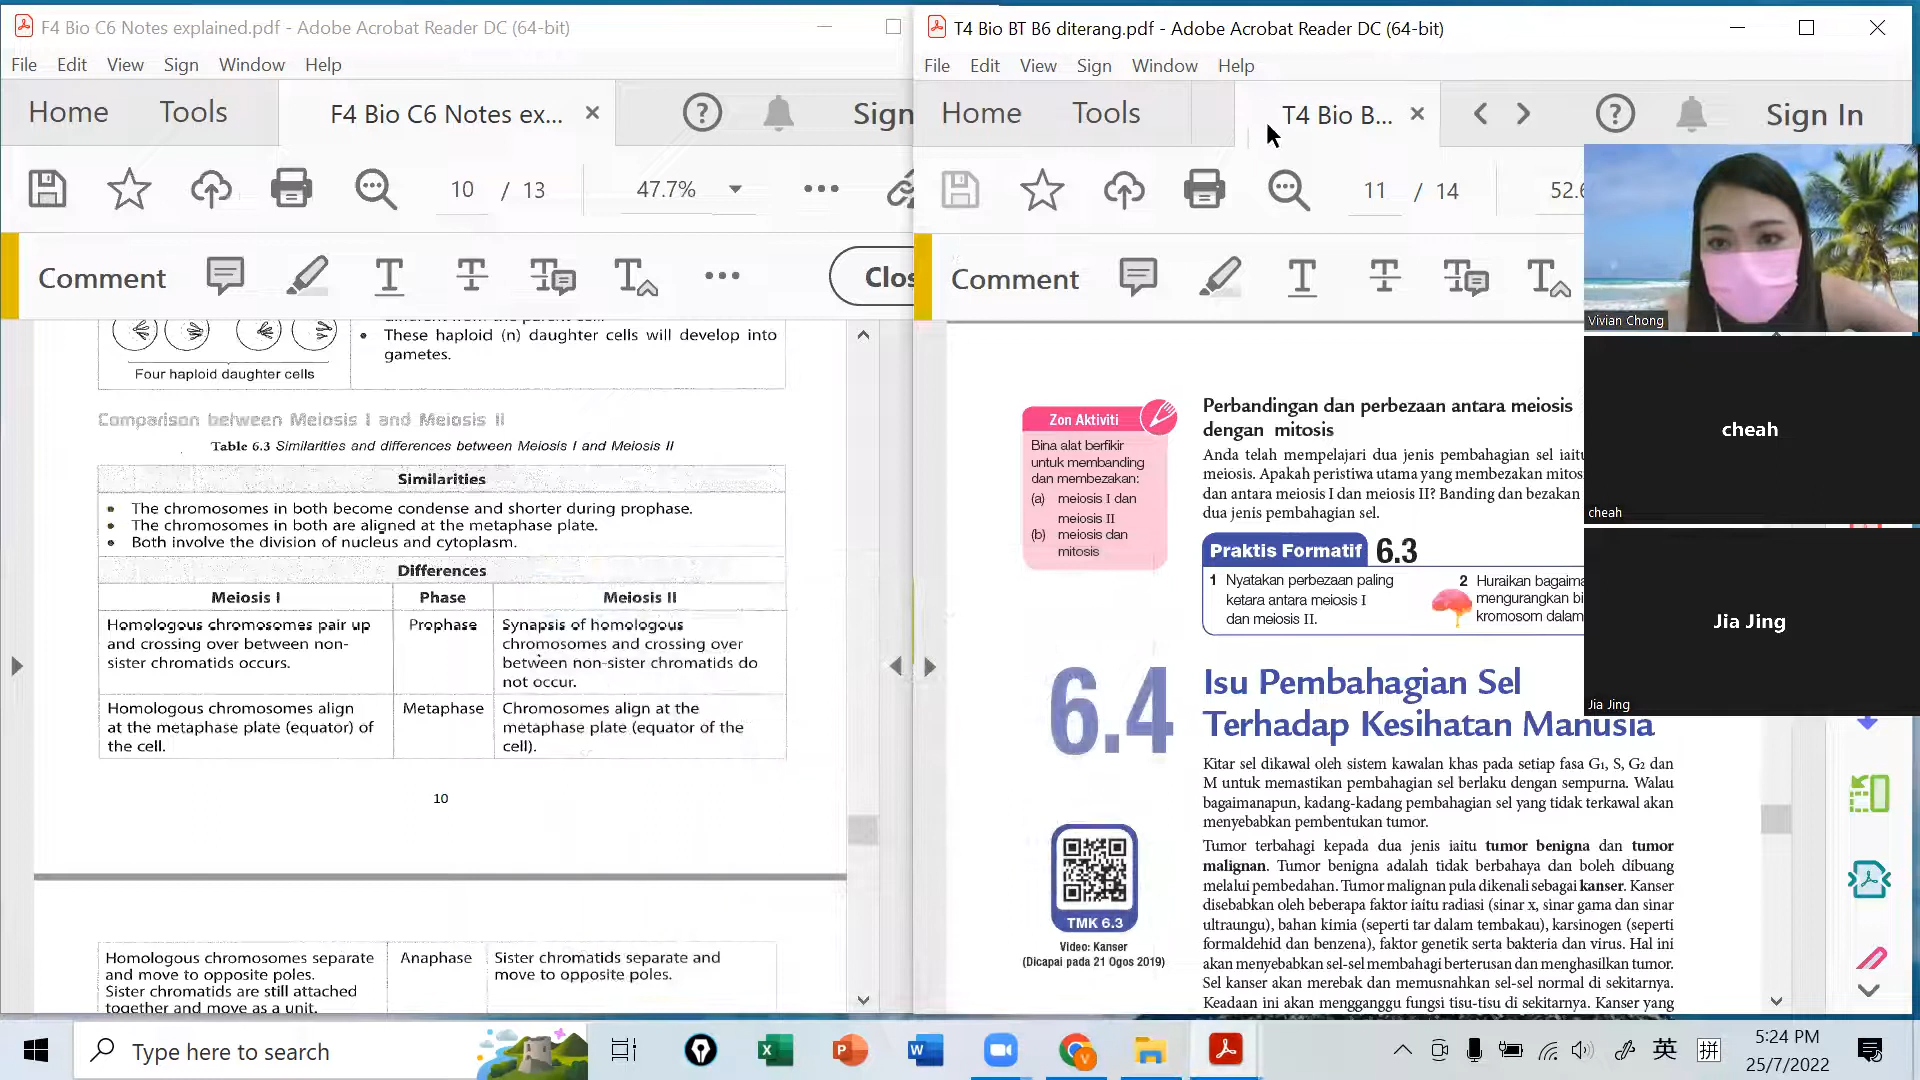 F4 Bio C6 Notes explained.pdf - Adobe Acrobat Reader DC (64-bit)
File Edit View Sign Window Help
Home Tools F4 Bio C6 Notes ex... Sign
10 / 13 47.7%
Comment Clos
These haploid (n) daughter cells will develop into
gametes.
Four haploid daughter cells
Comparison between Meiosis I and Meiosis II
Table 6.3 Similarities and differences between Meiosis I and Meiosis II
Similarities
• The chromosomes in both become condense and shorter during prophase.
• The chromosomes in both are aligned at the metaphase plate.
• Both involve the division of nucleus and cytoplasm.
Differences
Meiosis I Phase Meiosis II
Homologous chromosomes pair up
and crossing over between non-
sister chromatids occurs.
Prophase
Synapsis of homologous
chromosomes and crossing over
between non-sister chromatids do
not occur.
Homologous chromosomes align
at the metaphase plate (equator) of
the cell.
Metaphase
Chromosomes align at the
metaphase plate (equator of the
cell).
10
Homologous chromosomes separate
and move to opposite poles.
Sister chromatids are still attached
together and move as a unit.
Anaphase
Sister chromatids separate and
move to opposite poles.
T4 Bio BT B6 diterang.pdf - Adobe Acrobat Reader DC (64-bit)
File Edit View Sign Window Help
Home Tools T4 Bio B... Sign In
11 / 14 52.6
Comment
Zon Aktiviti
Bina alat berfikir
untuk membanding
dan membezakan:
(a) meiosis I dan
meiosis II
(b) meiosis dan
mitosis
Perbandingan dan perbezaan antara meiosis
dengan mitosis
Anda telah mempelajari dua jenis pembahagian sel iaitu
meiosis. Apakah peristiwa utama yang membezakan mitos
dan antara meiosis I dan meiosis II? Banding dan bezakan
dua jenis pembahagian sel.
Praktis Formatif 6.3
1 Nyatakan perbezaan paling
ketara antara meiosis I
dan meiosis II.
2 Huraikan bagaima
mengurangkan bi
kromosom dalam
6.4
Isu Pembahagian Sel
Terhadap Kesihatan Manusia
Kitar sel dikawal oleh sistem kawalan khas pada setiap fasa G1, S, G2 dan
M untuk memastikan pembahagian sel berlaku dengan sempurna. Walau
bagaimanapun, kadang-kadang pembahagian sel yang tidak terkawal akan
menyebabkan pembentukan tumor.
Tumor terbahagi kepada dua jenis iaitu tumor benigna dan tumor
malignan. Tumor benigna adalah tidak berbahaya dan boleh dibuang
melalui pembedahan. Tumor malignan pula dikenali sebagai kanser. Kanser
disebabkan oleh beberapa faktor iaitu radiasi (sinar x, sinar gama dan sinar
ultraungu), bahan kimia (seperti tar dalam tembakau), karsinogen (seperti
formaldehid dan benzena), faktor genetik serta bakteria dan virus. Hal ini
akan menyebabkan sel-sel membahagi berterusan dan menghasilkan tumor.
Sel kanser akan merebak dan memusnahkan sel-sel normal di sekitarnya.
Keadaan ini akan mengganggu fungsi tisu-tisu di sekitarnya. Kanser yang
TMK 6.3
Video: Kanser
(Dicapai pada 21 Ogos 2019)
Vivian Chong
cheah
cheah
Jia Jing
Jia Jing
Type here to search
英
拼
5:24 PM
25/7/2022